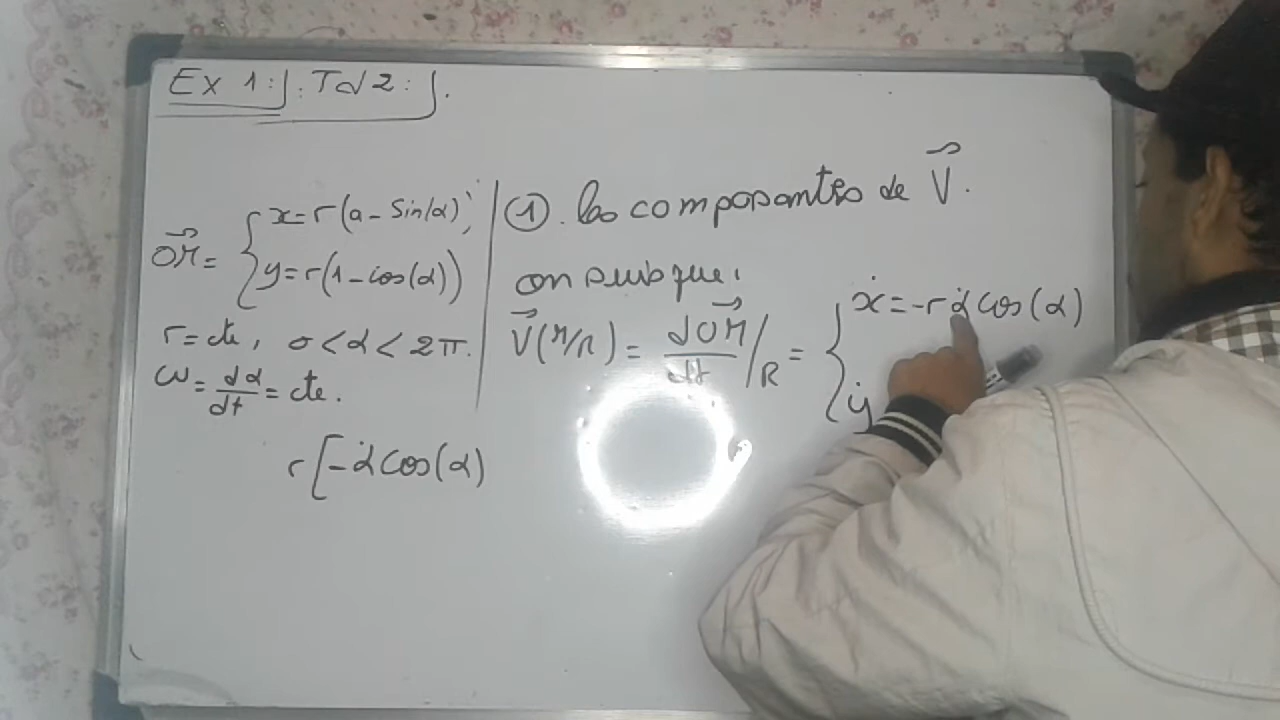 Ex 1: Td 2:
OM⃗ = { x = r(a - sin(α)) ;
y = r(1 - cos(α))
r = cte, 0 < α < 2π.
ω = dα/dt = cte.
r[-α̇ cos(α)
① . les composantes de V⃗.
on sait que:
V⃗(M/R) = dOM⃗/dt /R = { ẋ = -r α̇ cos(α)
ẏ